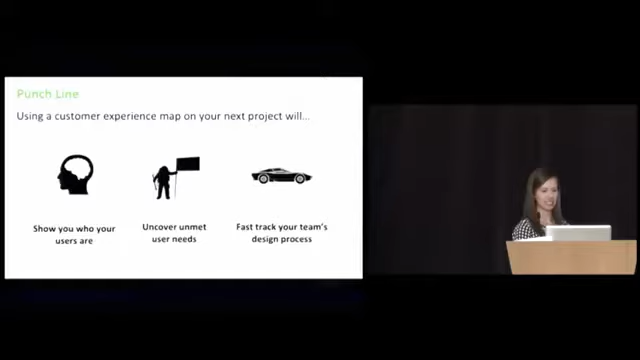 Punch Line
Using a customer experience map on your next project will...
Show you who your
users are
Uncover unmet
user needs
Fast track your team's
design process